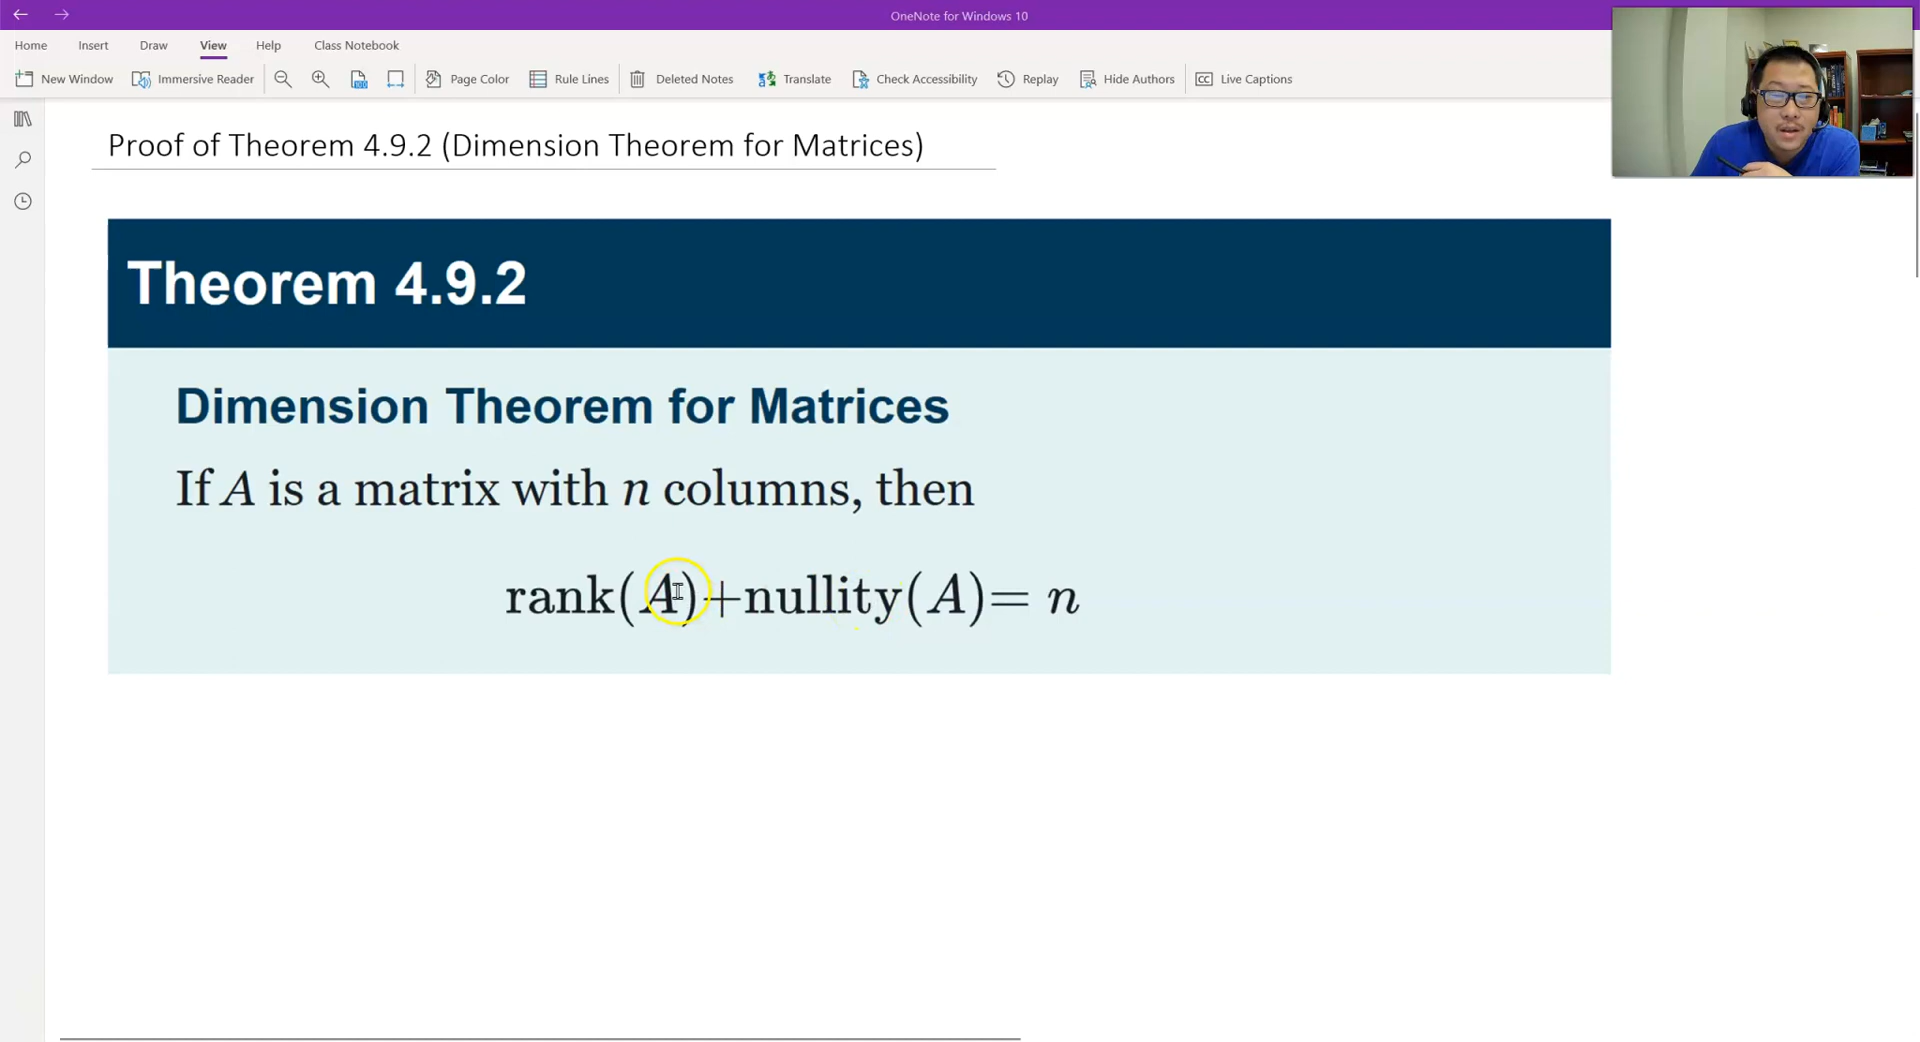 OneNote for Windows 10
Home Insert Draw View Help Class Notebook
New Window Immersive Reader Page Color Rule Lines Deleted Notes Translate Check Accessibility Replay Hide Authors Live Captions
Proof of Theorem 4.9.2 (Dimension Theorem for Matrices)
Theorem 4.9.2
Dimension Theorem for Matrices
If A is a matrix with n columns, then
rank(A)+nullity(A)= n